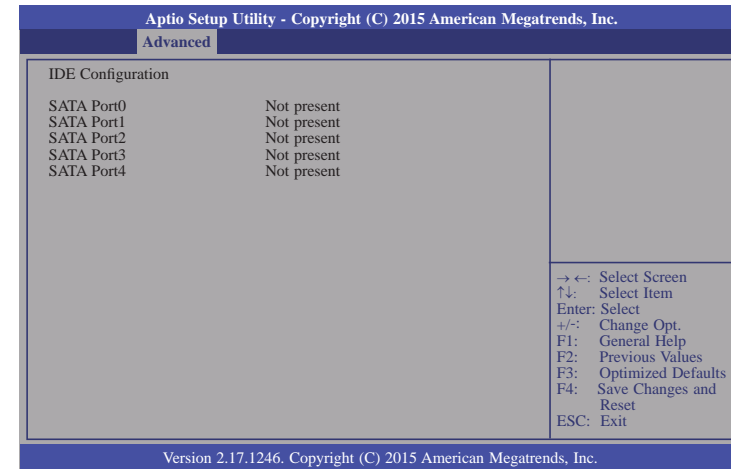 Aptio Setup Utility - Copyright (C) 2015 American Megatrends, Inc.
Advanced
IDE Configuration
SATA Port0 Not present
SATA Port1 Not present
SATA Port2 Not present
SATA Port3 Not present
SATA Port4 Not present
→ ←: Select Screen
↑↓: Select Item
Enter: Select
+/-: Change Opt.
F1: General Help
F2: Previous Values
F3: Optimized Defaults
F4: Save Changes and
Reset
ESC: Exit
Version 2.17.1246. Copyright (C) 2015 American Megatrends, Inc.